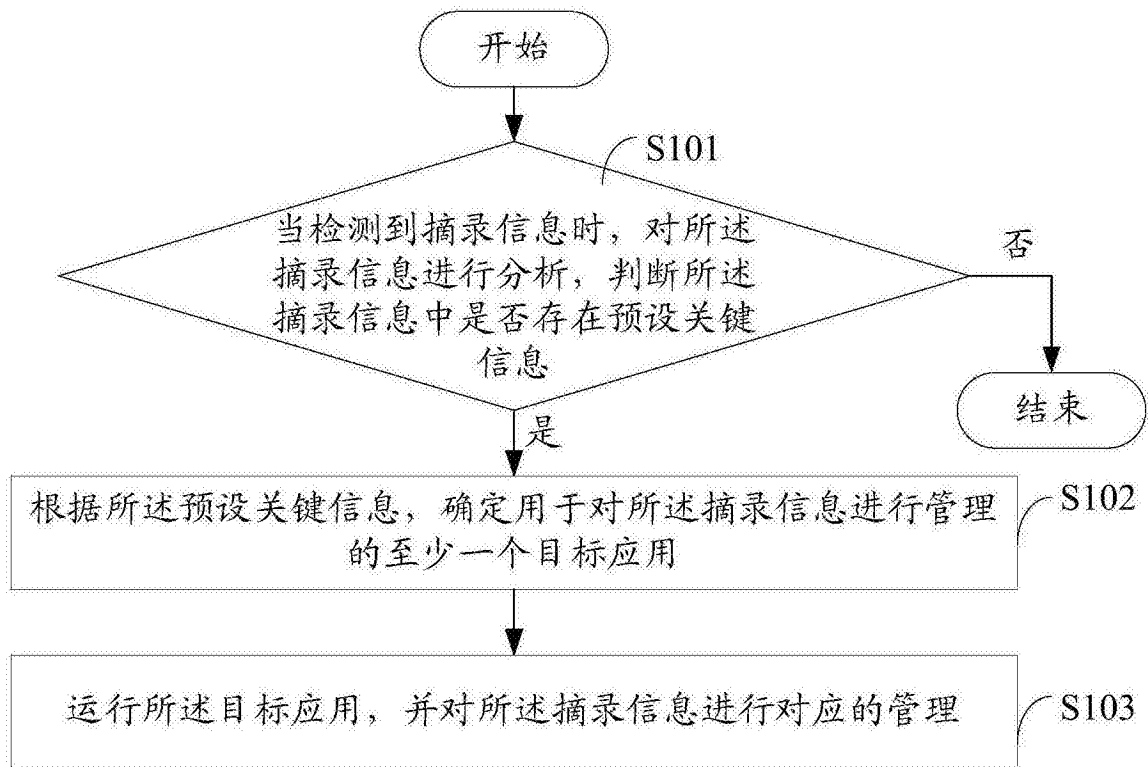 开始
S101
当检测到摘录信息时，对所述
摘录信息进行分析，判断所述
摘录信息中是否存在预设关键
信息
否
结束
是
根据所述预设关键信息，确定用于对所述摘录信息进行管理
的至少一个目标应用
S102
运行所述目标应用，并对所述摘录信息进行对应的管理
S103